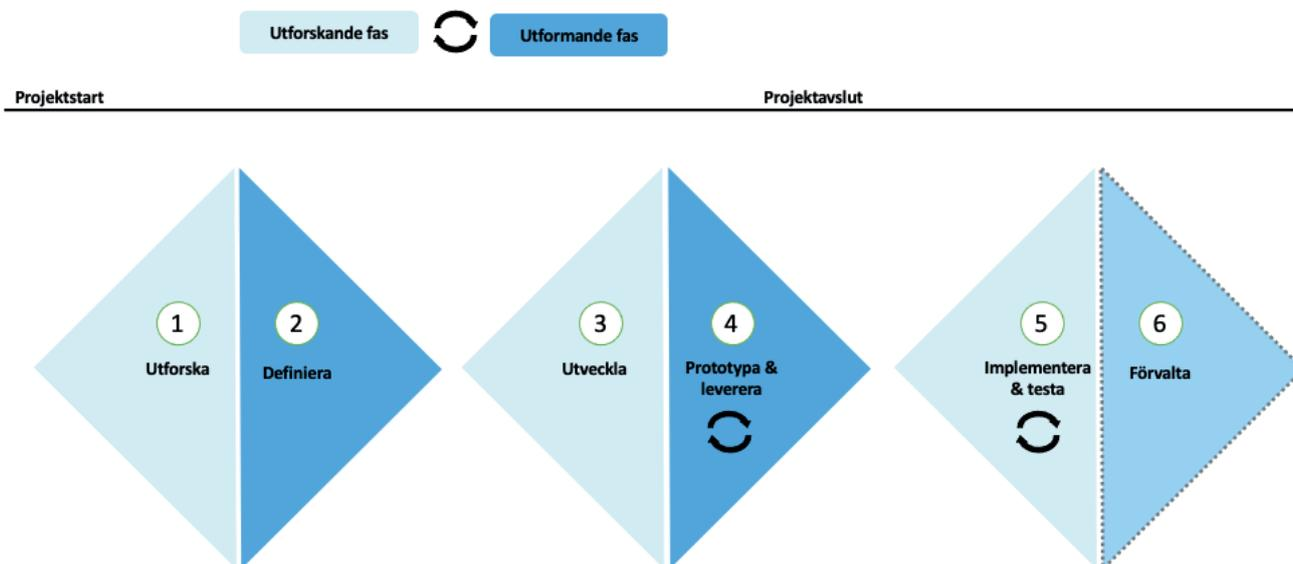 Utforskande fas
Utformande fas
Projektstart
Projektavslut
1
Utforska
2
Definiera
3
Utveckla
4
Prototypa &
leverera
5
Implementera
& testa
6
Förvalta